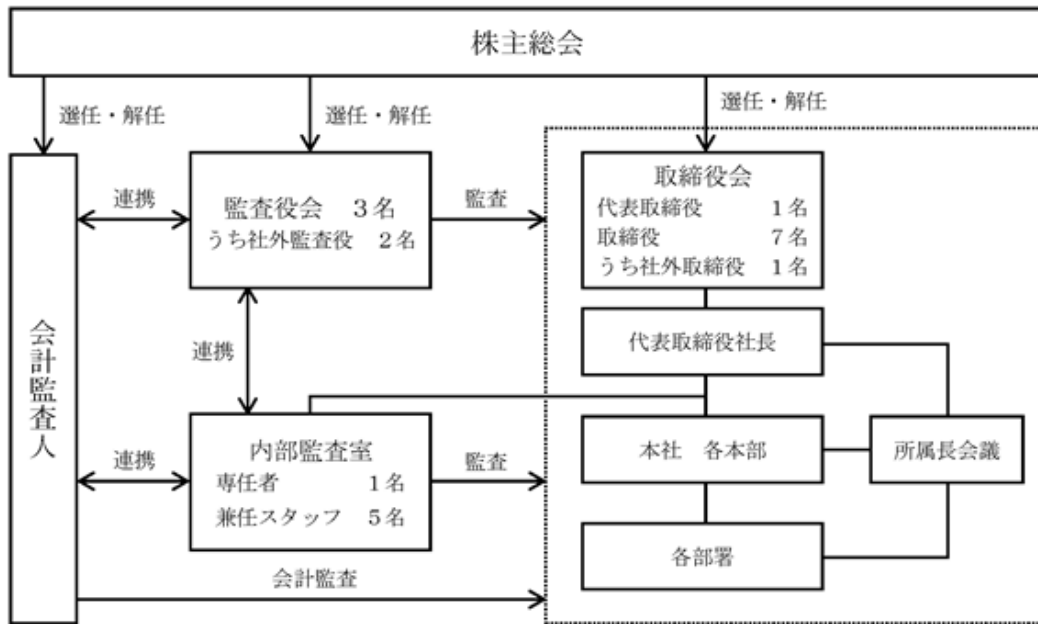 株主総会
選任・解任
選任・解任
選任・解任
会計監査人
連携
監査役会　３名
うち社外監査役　２名
監査
取締役会
代表取締役　　　１名
取締役　　　　　７名
うち社外取締役　１名
代表取締役社長
連携
内部監査室
専任者　　　　　１名
兼任スタッフ　５名
連携
監査
本社　各本部
所属長会議
各部署
会計監査